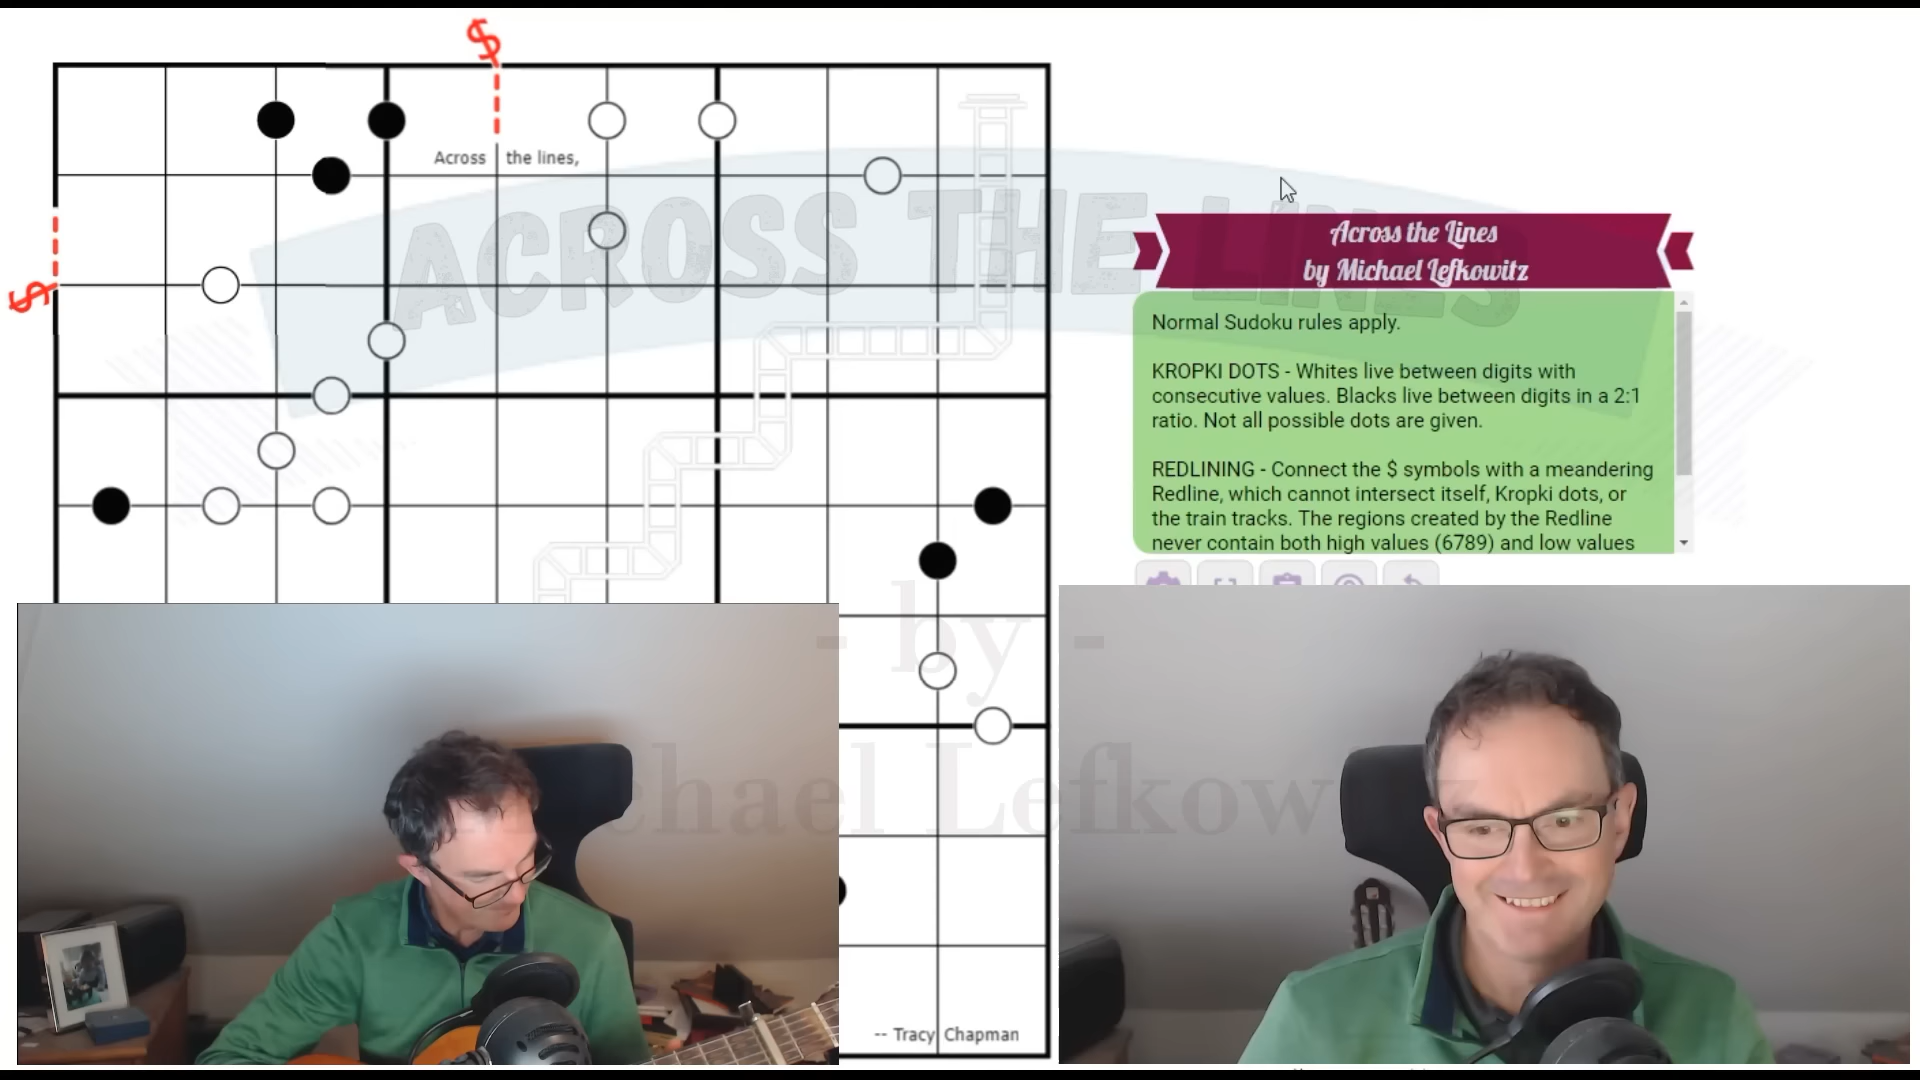 $
Across the lines,
ACROSS THE LINES
$
Across the Lines
by Michael Lefkowitz
Normal Sudoku rules apply.
KROPKI DOTS - Whites live between digits with
consecutive values. Blacks live between digits in a 2:1
ratio. Not all possible dots are given.
REDLINING - Connect the $ symbols with a meandering
Redline, which cannot intersect itself, Kropki dots, or
the train tracks. The regions created by the Redline
never contain both high values (6789) and low values
- by -
chael Lefkow
-- Tracy Chapman